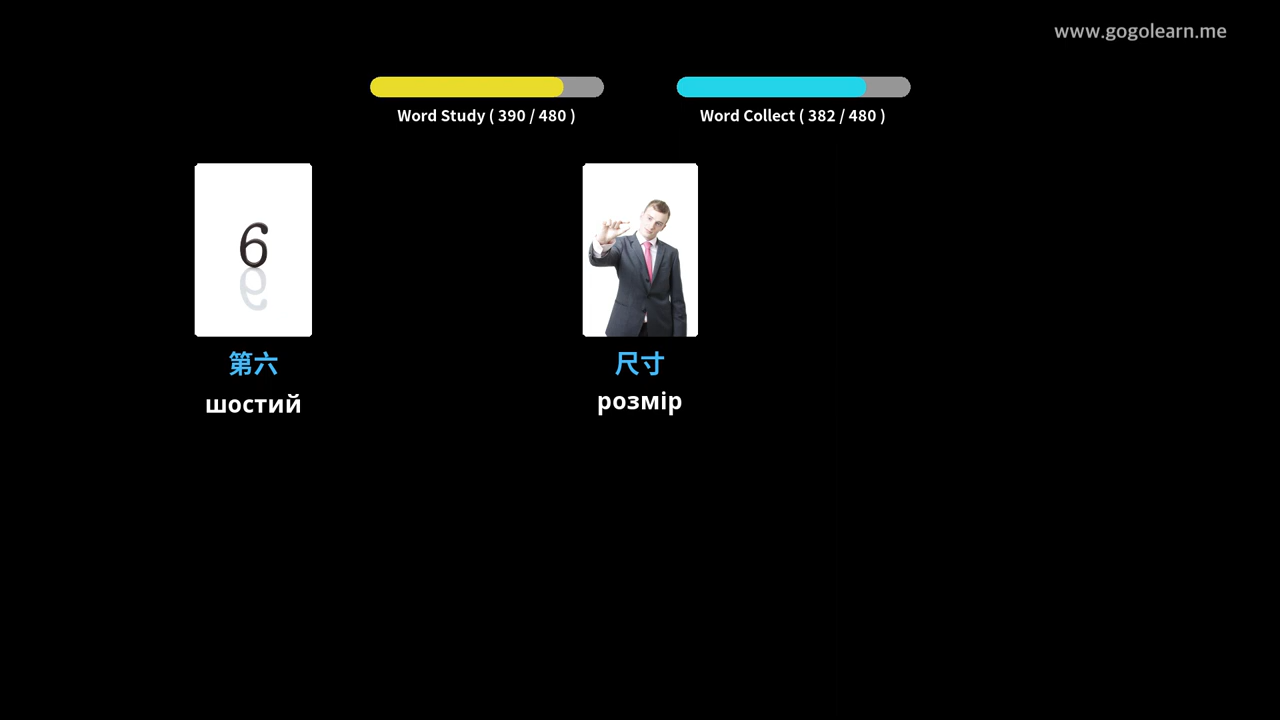 www.gogolearn.me
Word Study ( 390 / 480 )
Word Collect ( 382 / 480 )
6
第六
шостий
尺寸
розмір